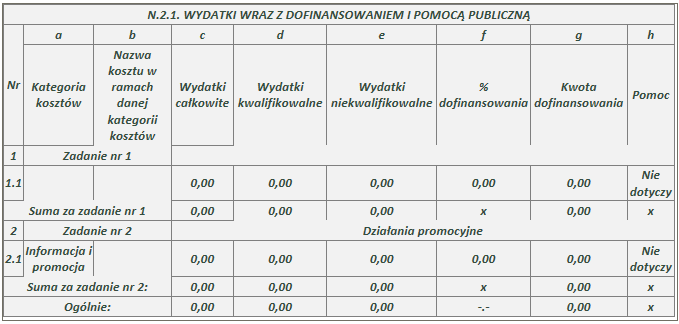 N.2.1. WYDATKI WRAZ Z DOFINANSOWANIEM I POMOCĄ PUBLICZNĄ
a b c d e f g h
Nr Kategoria kosztów Nazwa kosztu w ramach danej kategorii kosztów Wydatki całkowite Wydatki kwalifikowalne Wydatki niekwalifikowalne % dofinansowania Kwota dofinansowania Pomoc
1 Zadanie nr 1
1.1 0,00 0,00 0,00 0,00 0,00 Nie dotyczy
Suma za zadanie nr 1 0,00 0,00 0,00 x 0,00 x
2 Zadanie nr 2 Działania promocyjne
2.1 Informacja i promocja 0,00 0,00 0,00 0,00 0,00 Nie dotyczy
Suma za zadanie nr 2: 0,00 0,00 0,00 x 0,00 x
Ogólnie: 0,00 0,00 0,00 -.- 0,00 x